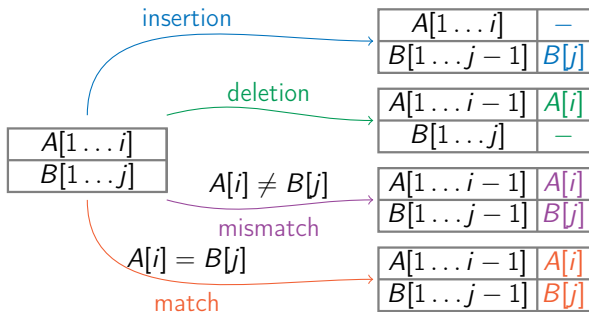 insertion
A[1 . . . i] −
B[1 . . . j − 1] B[j]
deletion
A[1 . . . i − 1] A[i]
B[1 . . . j] −
A[1 . . . i]
B[1 . . . j]
A[i] ≠ B[j]
mismatch
A[1 . . . i − 1] A[i]
B[1 . . . j − 1] B[j]
A[i] = B[j]
match
A[1 . . . i − 1] A[i]
B[1 . . . j − 1] B[j]